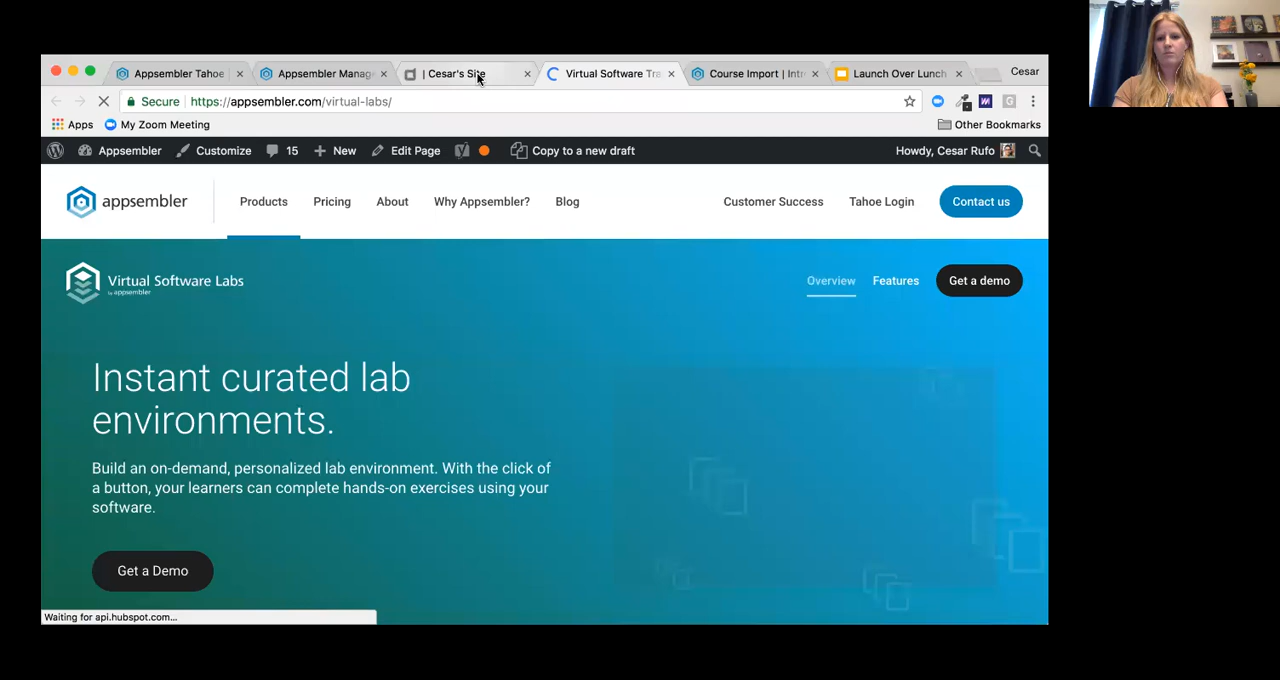 Appsembler Tahoe
Appsembler Manag
| Cesar's Site
Virtual Software Tra
Course Import | Intr
Launch Over Lunch
Cesar
Secure https://appsembler.com/virtual-labs/
Apps My Zoom Meeting Other Bookmarks
Appsembler Customize 15 New Edit Page Copy to a new draft Howdy, Cesar Rufo
appsembler Products Pricing About Why Appsembler? Blog Customer Success Tahoe Login Contact us
Virtual Software Labs
by appsembler
Overview Features Get a demo
Instant curated lab
environments.
Build an on-demand, personalized lab environment. With the click of
a button, your learners can complete hands-on exercises using your
software.
Get a Demo
Waiting for api.hubspot.com...